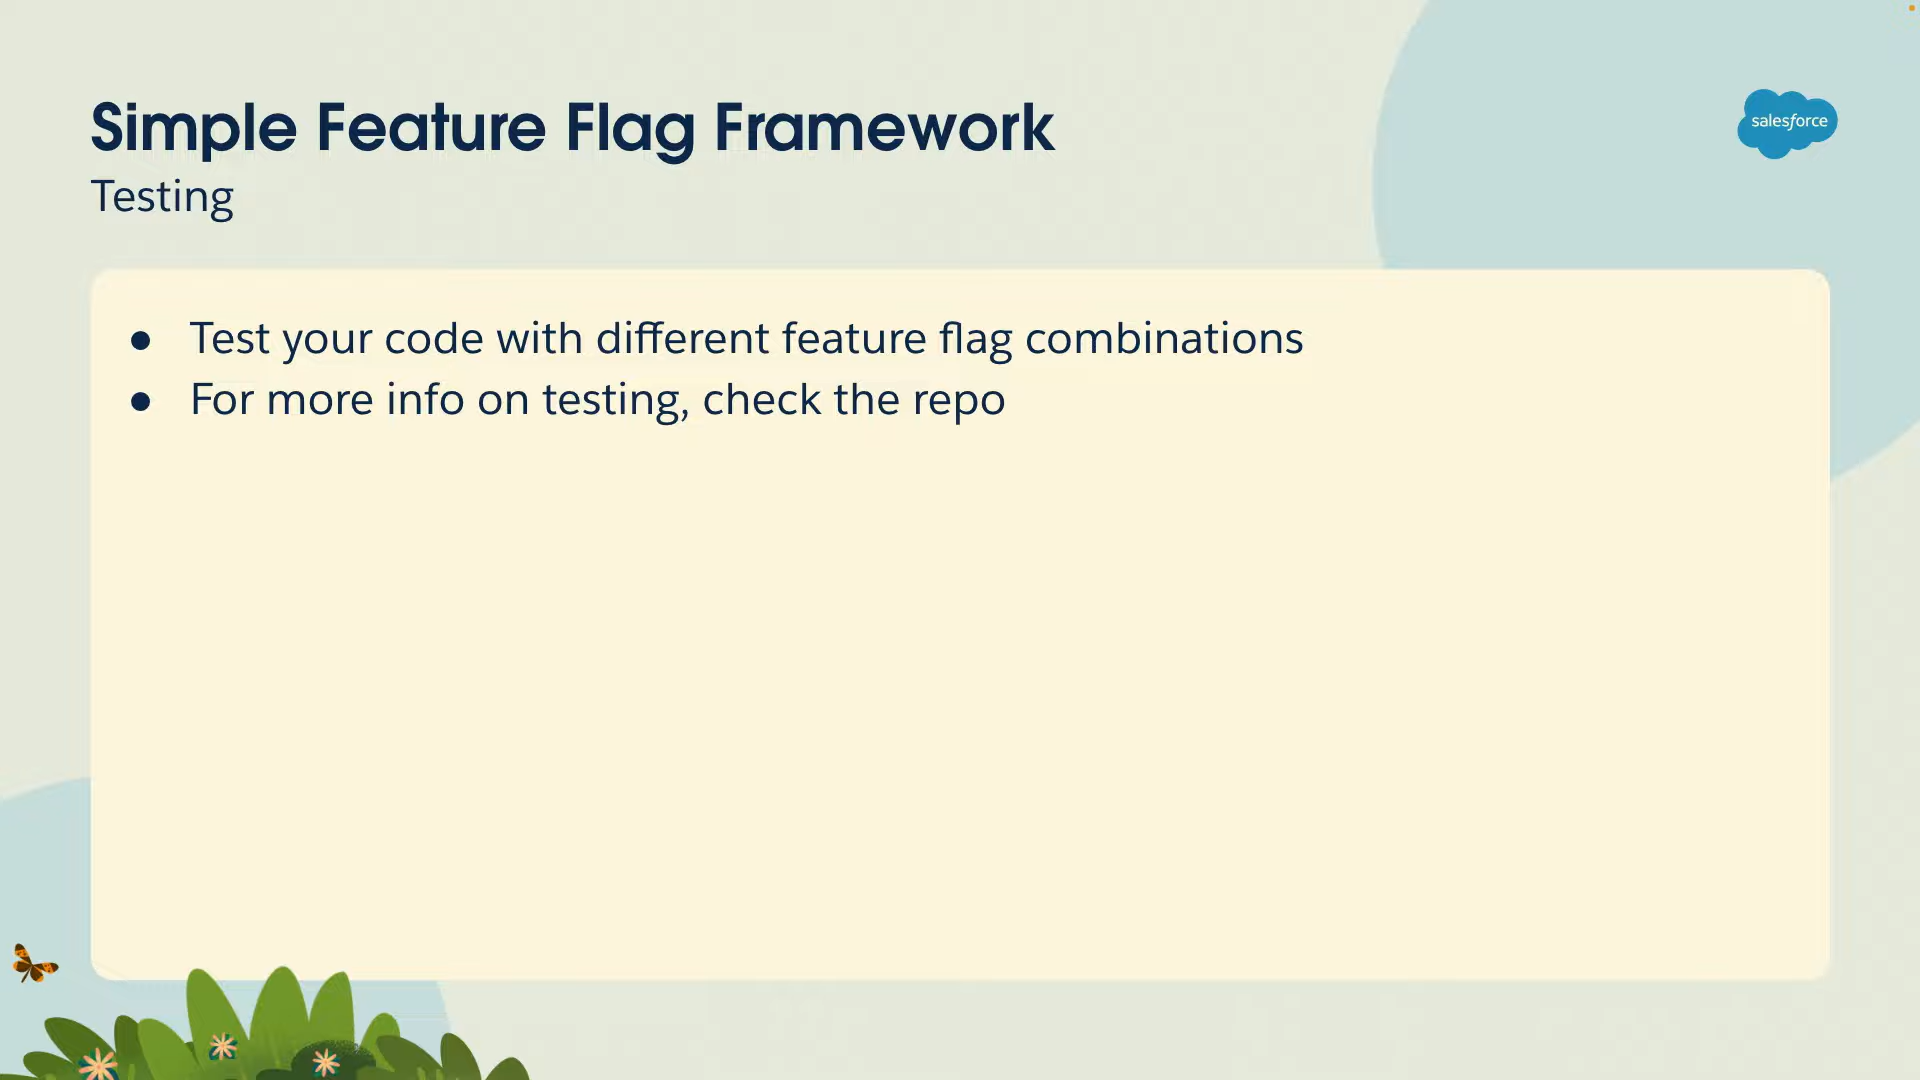 Simple Feature Flag Framework
salesforce
Testing
● Test your code with different feature flag combinations
● For more info on testing, check the repo